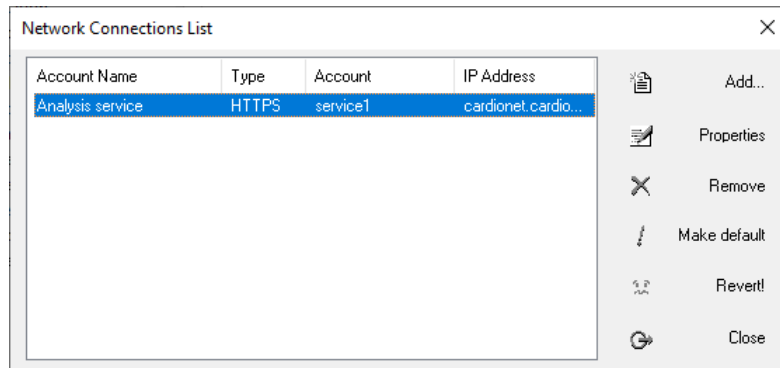 Network Connections List
Account Name Type Account IP Address
Analysis service HTTPS service1 cardionet.cardio...
Add...
Properties
Remove
Make default
Revert!
Close